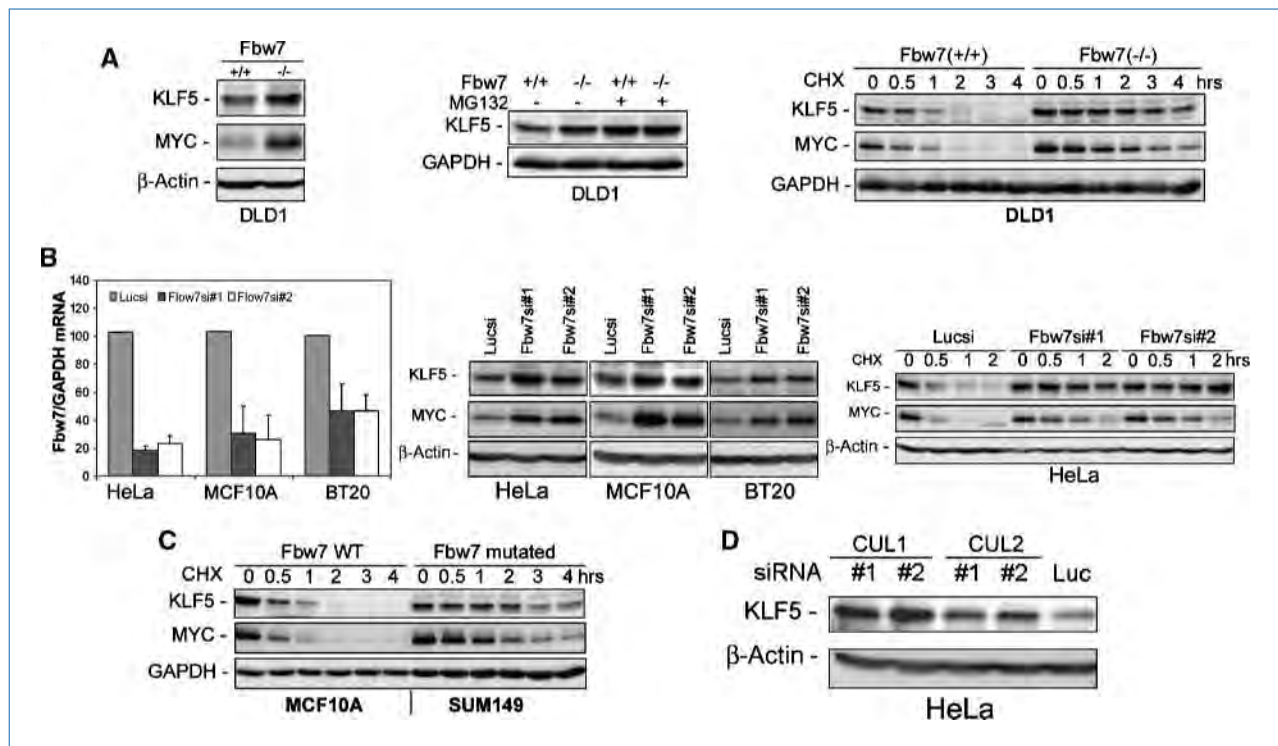 A
Fbw7
+/+ -/-
KLF5 -
MYC -
β-Actin -
DLD1
Fbw7 +/+ -/- +/+ -/-
MG132 - - + +
KLF5 -
GAPDH -
DLD1
Fbw7(+/+) Fbw7(-/-)
CHX 0 0.5 1 2 3 4 0 0.5 1 2 3 4 hrs
KLF5 -
MYC -
GAPDH -
DLD1
B
Fbw7/GAPDH mRNA
140
120
100
80
60
40
20
0
Lucsi Flow7si#1 Flow7si#2
HeLa MCF10A BT20
Lucsi Fbw7si#1 Fbw7si#2 Lucsi Fbw7si#1 Fbw7si#2 Lucsi Fbw7si#1 Fbw7si#2
KLF5 -
MYC -
β-Actin -
HeLa MCF10A BT20
Lucsi Fbw7si#1 Fbw7si#2
CHX 0 0.5 1 2 0 0.5 1 2 0 0.5 1 2 hrs
KLF5 -
MYC -
β-Actin -
HeLa
C
Fbw7 WT Fbw7 mutated
CHX 0 0.5 1 2 3 4 0 0.5 1 2 3 4 hrs
KLF5 -
MYC -
GAPDH -
MCF10A SUM149
D
CUL1 CUL2
siRNA #1 #2 #1 #2 Luc
KLF5 -
β-Actin -
HeLa